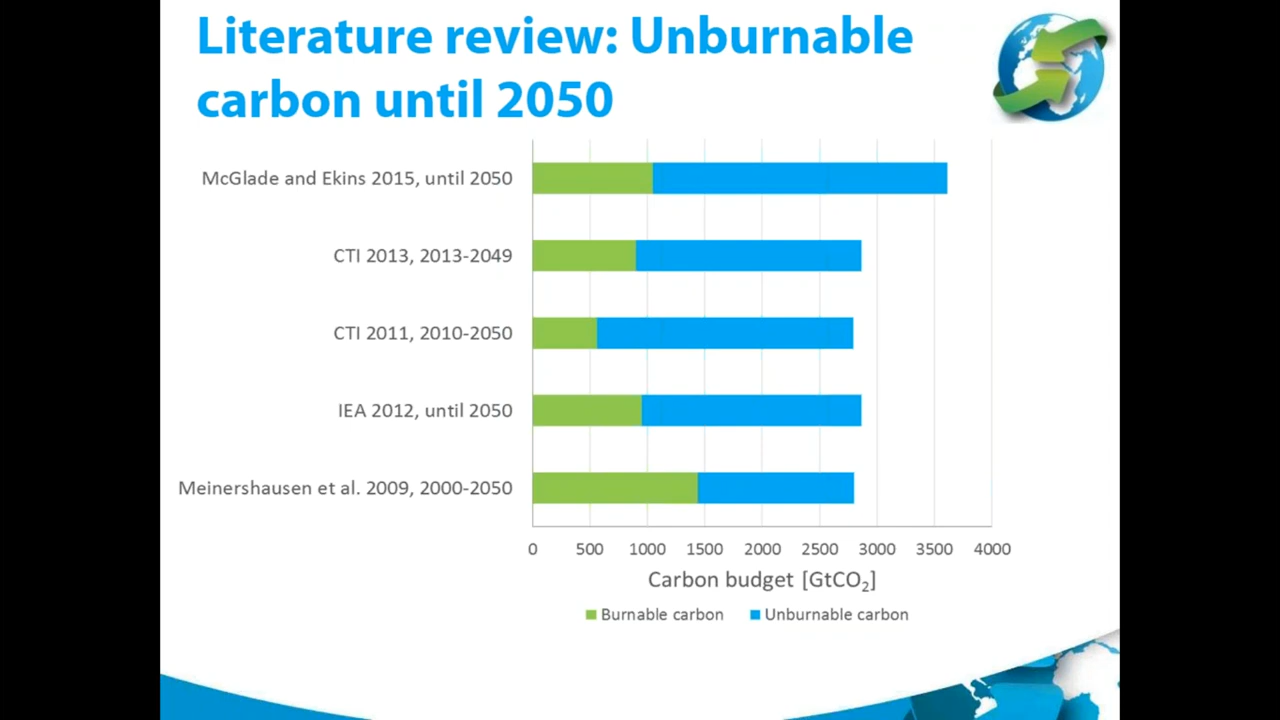 Literature review: Unburnable
carbon until 2050
McGlade and Ekins 2015, until 2050
CTI 2013, 2013-2049
CTI 2011, 2010-2050
IEA 2012, until 2050
Meinershausen et al. 2009, 2000-2050
0 500 1000 1500 2000 2500 3000 3500 4000
Carbon budget [GtCO₂]
Burnable carbon Unburnable carbon